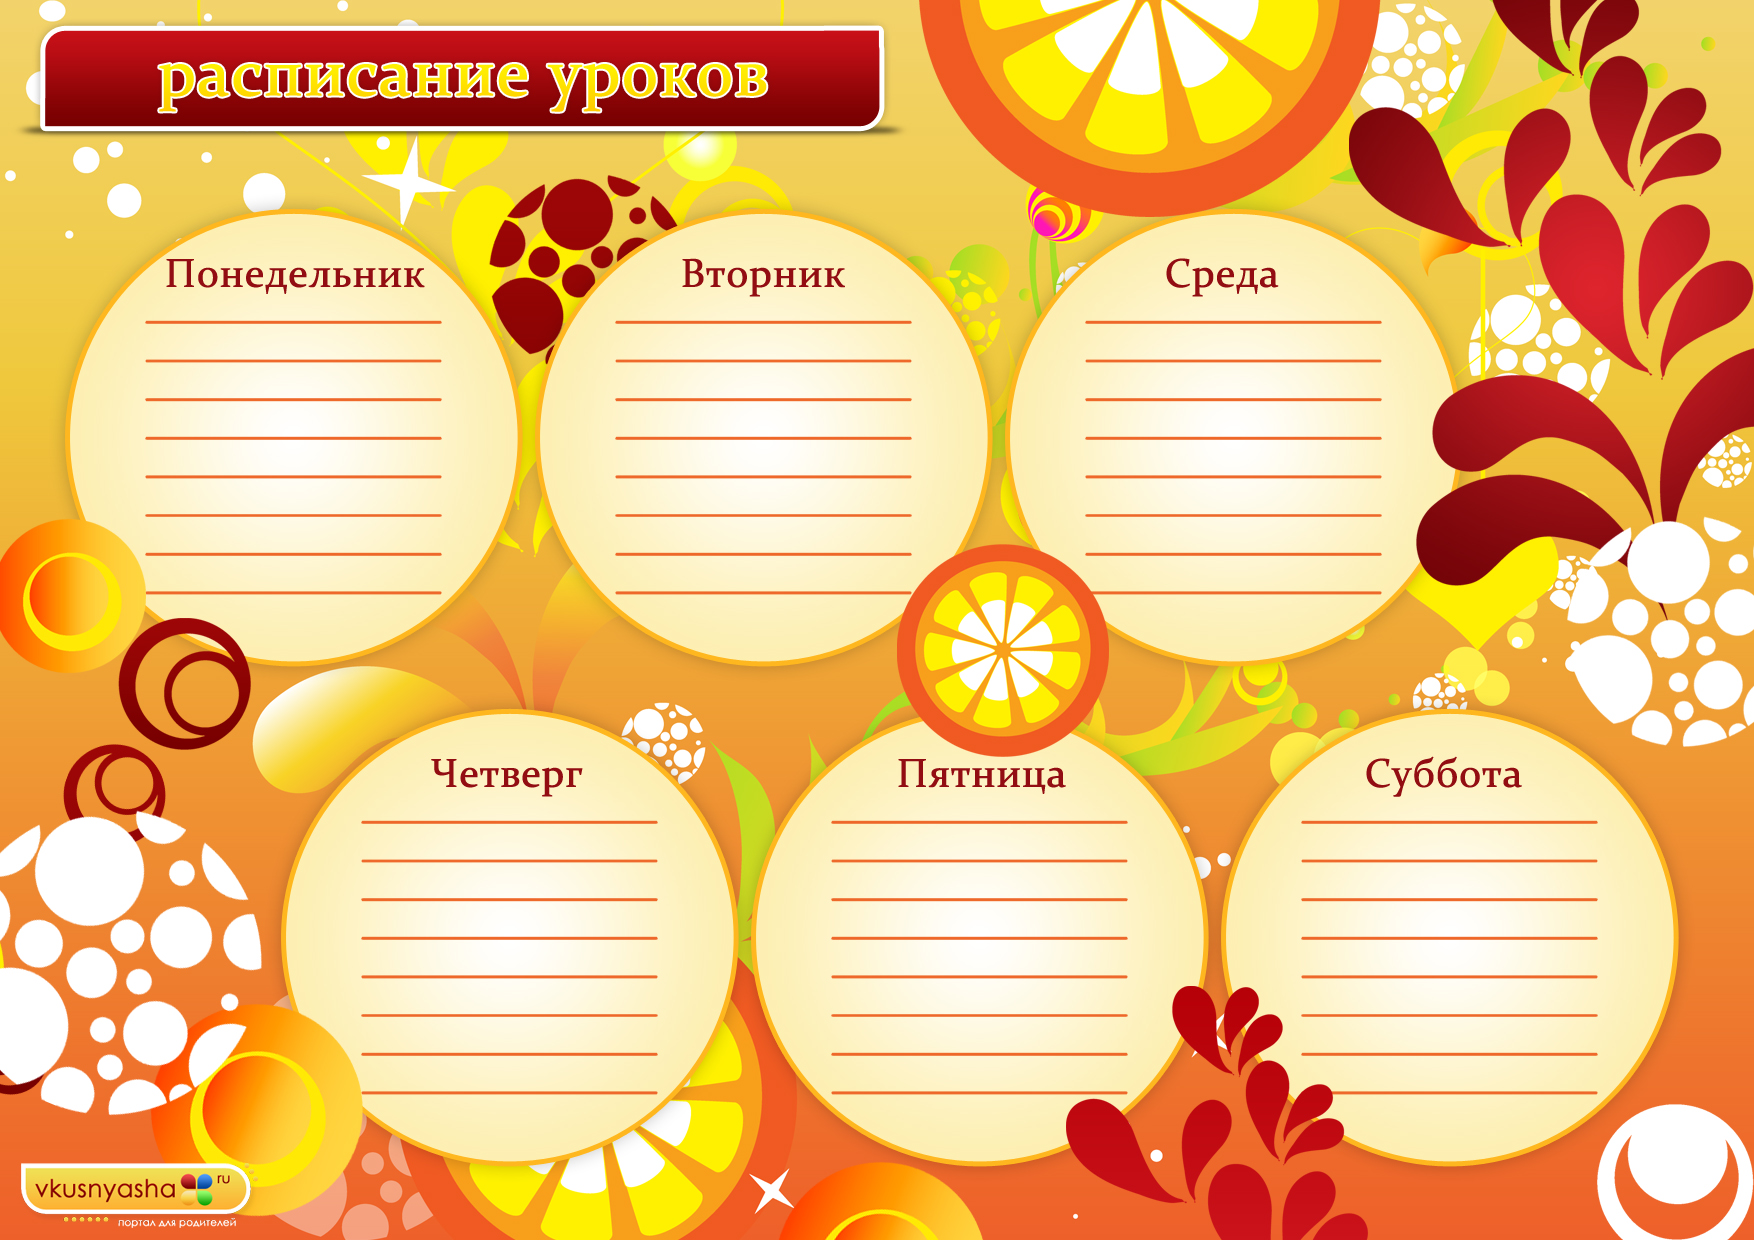 расписание уроков
Понедельник
Вторник
Среда
Четверг
Пятница
Суббота
vkusnyasha ru
портал для родителей